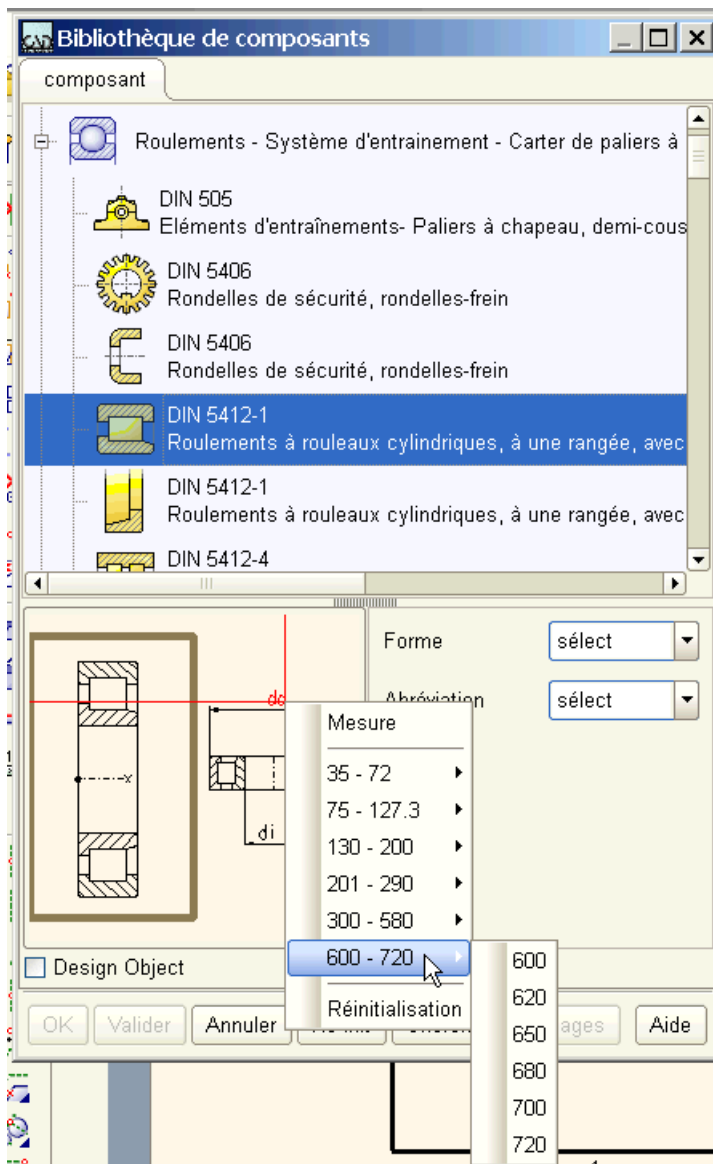 Bibliothèque de composants
composant
Roulements - Système d'entrainement - Carter de paliers à
DIN 505
Eléments d'entraînements- Paliers à chapeau, demi-cous
DIN 5406
Rondelles de sécurité, rondelles-frein
DIN 5406
Rondelles de sécurité, rondelles-frein
DIN 5412-1
Roulements à rouleaux cylindriques, à une rangée, avec
DIN 5412-1
Roulements à rouleaux cylindriques, à une rangée, avec
DIN 5412-4
Forme sélect
Abréviation sélect
x
di
Mesure
35 - 72
75 - 127.3
130 - 200
201 - 290
300 - 580
600 - 720
Réinitialisation
600
620
650
680
700
720
Design Object
OK Valider Annuler ages Aide